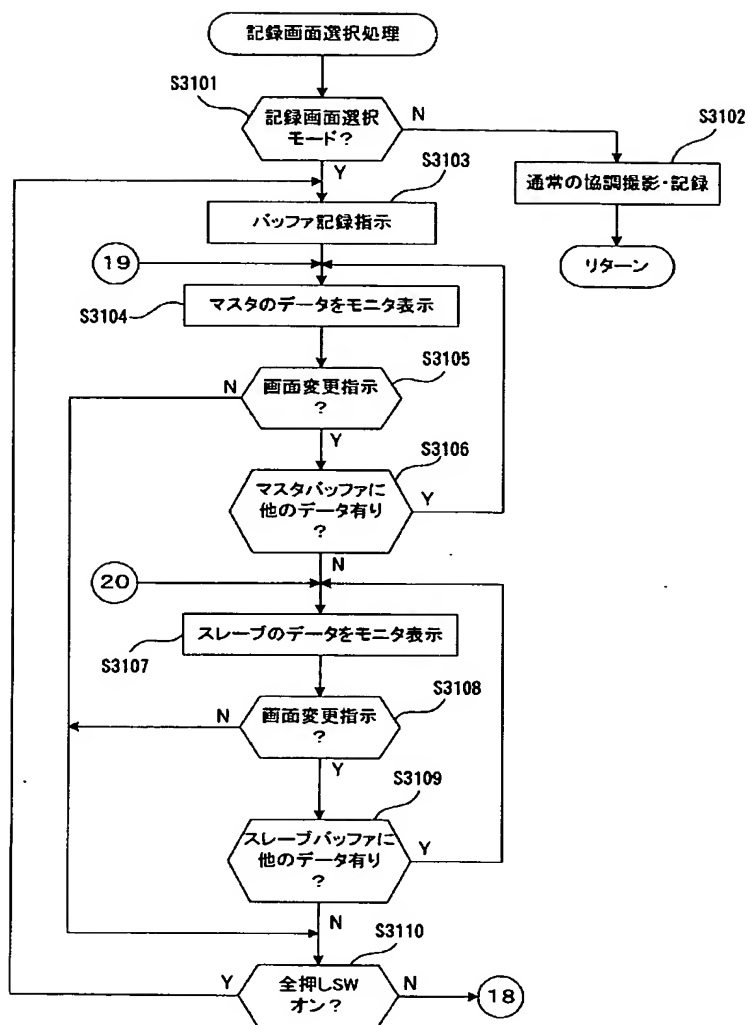 記録画面選択処理
S3101
記録画面選択
モード?
N
S3102
Y
S3103
通常の協調撮影・記録
バッファ記録指示
19
リターン
マスタのデータをモニタ表示
S3104
S3105
N
画面変更指示
?
Y
S3106
マスタバッファに
他のデータ有り
?
Y
N
20
スレーブのデータをモニタ表示
S3107
S3108
N
画面変更指示
?
Y
S3109
スレーブバッファに
他のデータ有り
?
Y
N
S3110
Y
全押しSW
オン?
N
18